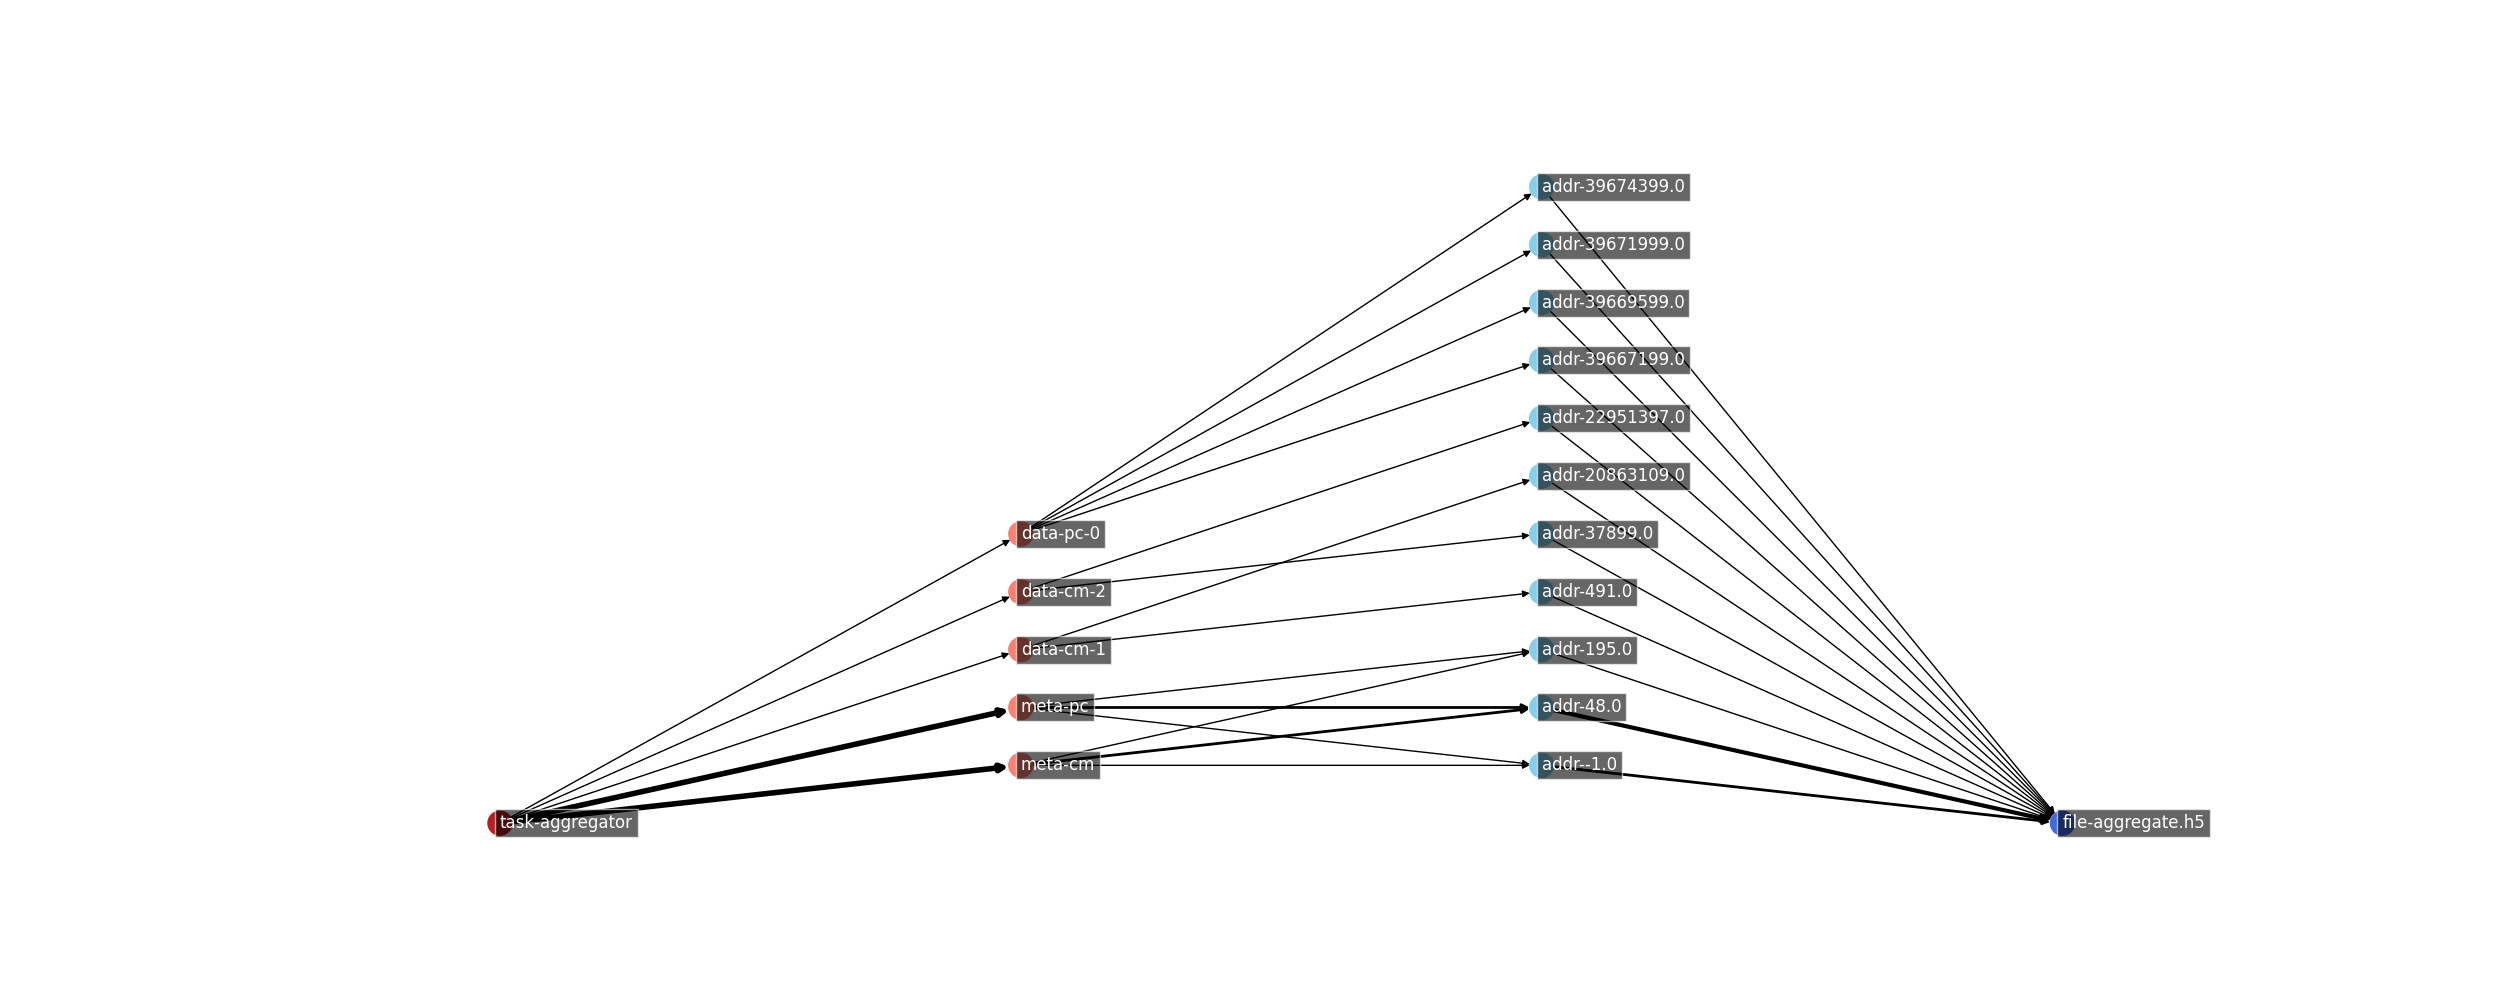 addr-39674399.0
addr-39671999.0
addr-39669599.0
addr-39667199.0
addr-22951397.0
addr-20863109.0
data-pc-0
addr-37899.0
data-cm-2
addr-491.0
data-cm-1
addr-195.0
meta-pc
addr-48.0
meta-cm
addr--1.0
task-aggregator
file-aggregate.h5